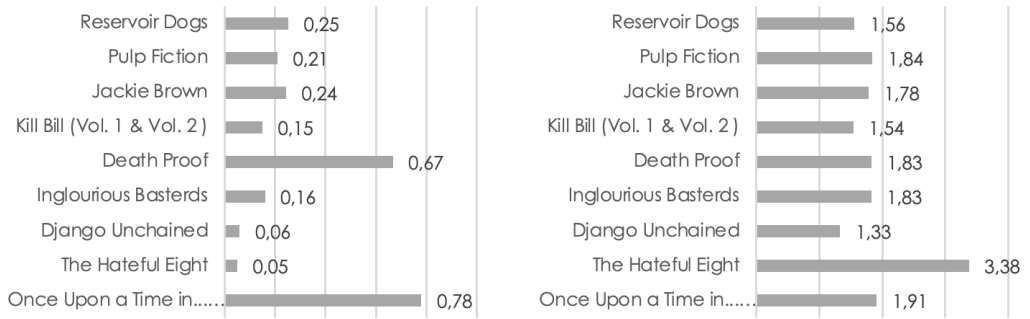 Reservoir Dogs 0,25
Pulp Fiction 0,21
Jackie Brown 0,24
Kill Bill (Vol. 1 & Vol. 2 ) 0,15
Death Proof 0,67
Inglourious Basterds 0,16
Django Unchained 0,06
The Hateful Eight 0,05
Once Upon a Time in…... 0,78
Reservoir Dogs 1,56
Pulp Fiction 1,84
Jackie Brown 1,78
Kill Bill (Vol. 1 & Vol. 2 ) 1,54
Death Proof 1,83
Inglourious Basterds 1,83
Django Unchained 1,33
The Hateful Eight 3,38
Once Upon a Time in…... 1,91